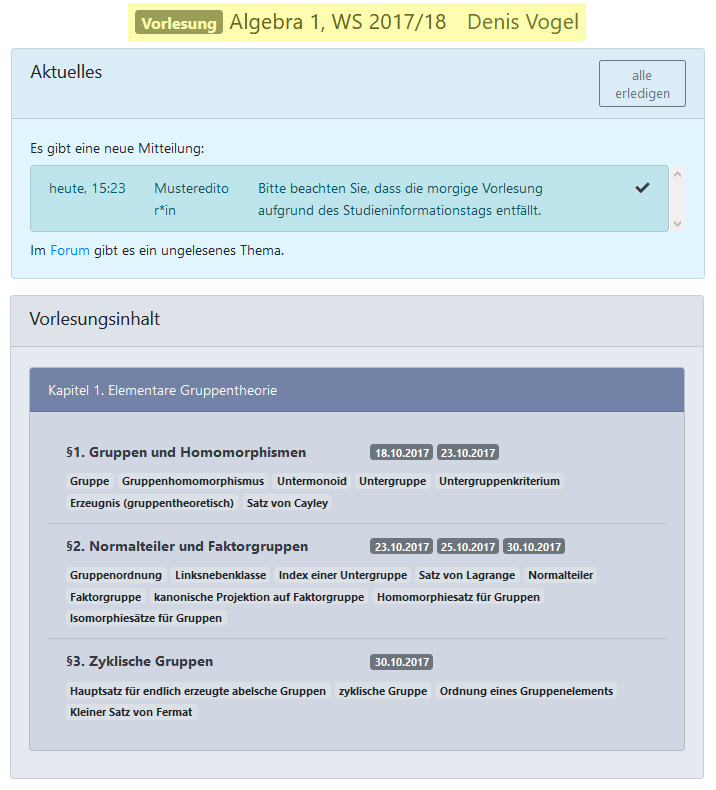 Vorlesung Algebra 1, WS 2017/18 Denis Vogel
Aktuelles
alle
erledigen
Es gibt eine neue Mitteilung:
heute, 15:23 Musteredito Bitte beachten Sie, dass die morgige Vorlesung
r*in aufgrund des Studieninformationstags entfällt.
Im Forum gibt es ein ungelesenes Thema.
Vorlesungsinhalt
Kapitel 1. Elementare Gruppentheorie
§1. Gruppen und Homomorphismen 18.10.2017 23.10.2017
Gruppe Gruppenhomomorphismus Untermonoid Untergruppe Untergruppenkriterium
Erzeugnis (gruppentheoretisch) Satz von Cayley
§2. Normalteiler und Faktorgruppen 23.10.2017 25.10.2017 30.10.2017
Gruppenordnung Linksnebenklasse Index einer Untergruppe Satz von Lagrange Normalteiler
Faktorgruppe kanonische Projektion auf Faktorgruppe Homomorphiesatz für Gruppen
Isomorphiesätze für Gruppen
§3. Zyklische Gruppen 30.10.2017
Hauptsatz für endlich erzeugte abelsche Gruppen zyklische Gruppe Ordnung eines Gruppenelements
Kleiner Satz von Fermat